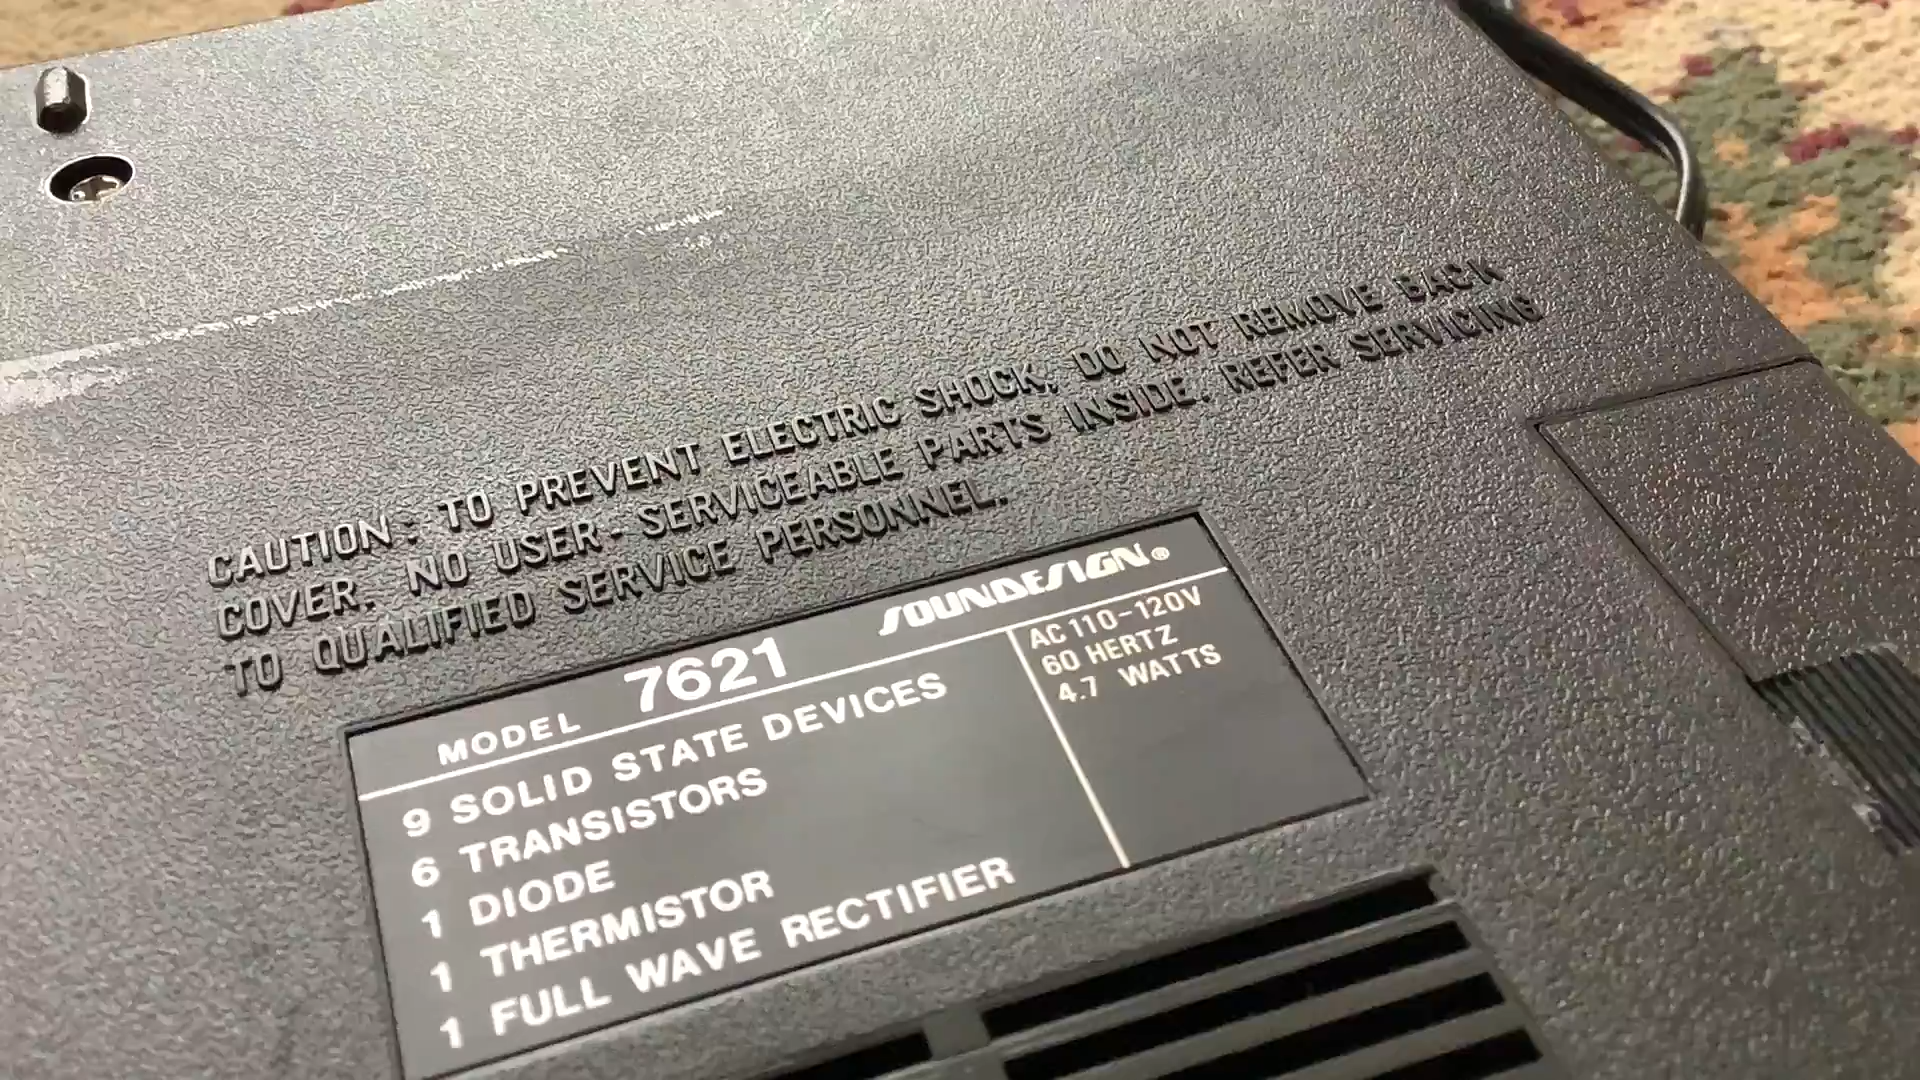 CAUTION: TO PREVENT ELECTRIC SHOCK, DO NOT REMOVE BACK
COVER. NO USER-SERVICEABLE PARTS INSIDE. REFER SERVICING
TO QUALIFIED SERVICE PERSONNEL.
MODEL 7621 SOUNDESIGN®
9 SOLID STATE DEVICES
6 TRANSISTORS
1 DIODE
1 THERMISTOR
1 FULL WAVE RECTIFIER
AC 110-120V
60 HERTZ
4.7 WATTS